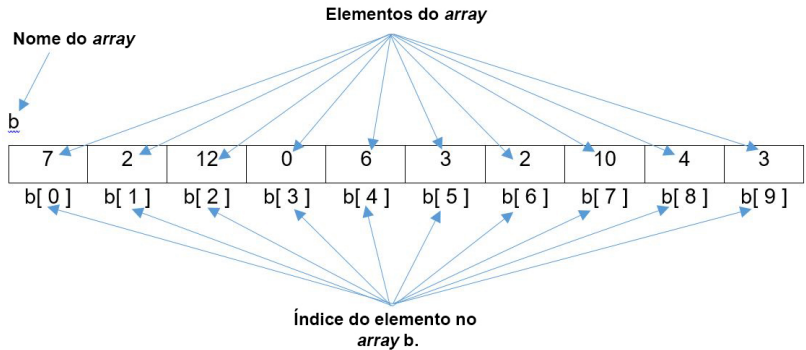 Elementos do array
Nome do array
b
7 2 12 0 6 3 2 10 4 3
b[ 0 ] b[ 1 ] b[ 2 ] b[ 3 ] b[ 4 ] b[ 5 ] b[ 6 ] b[ 7 ] b[ 8 ] b[ 9 ]
Índice do elemento no
array b.